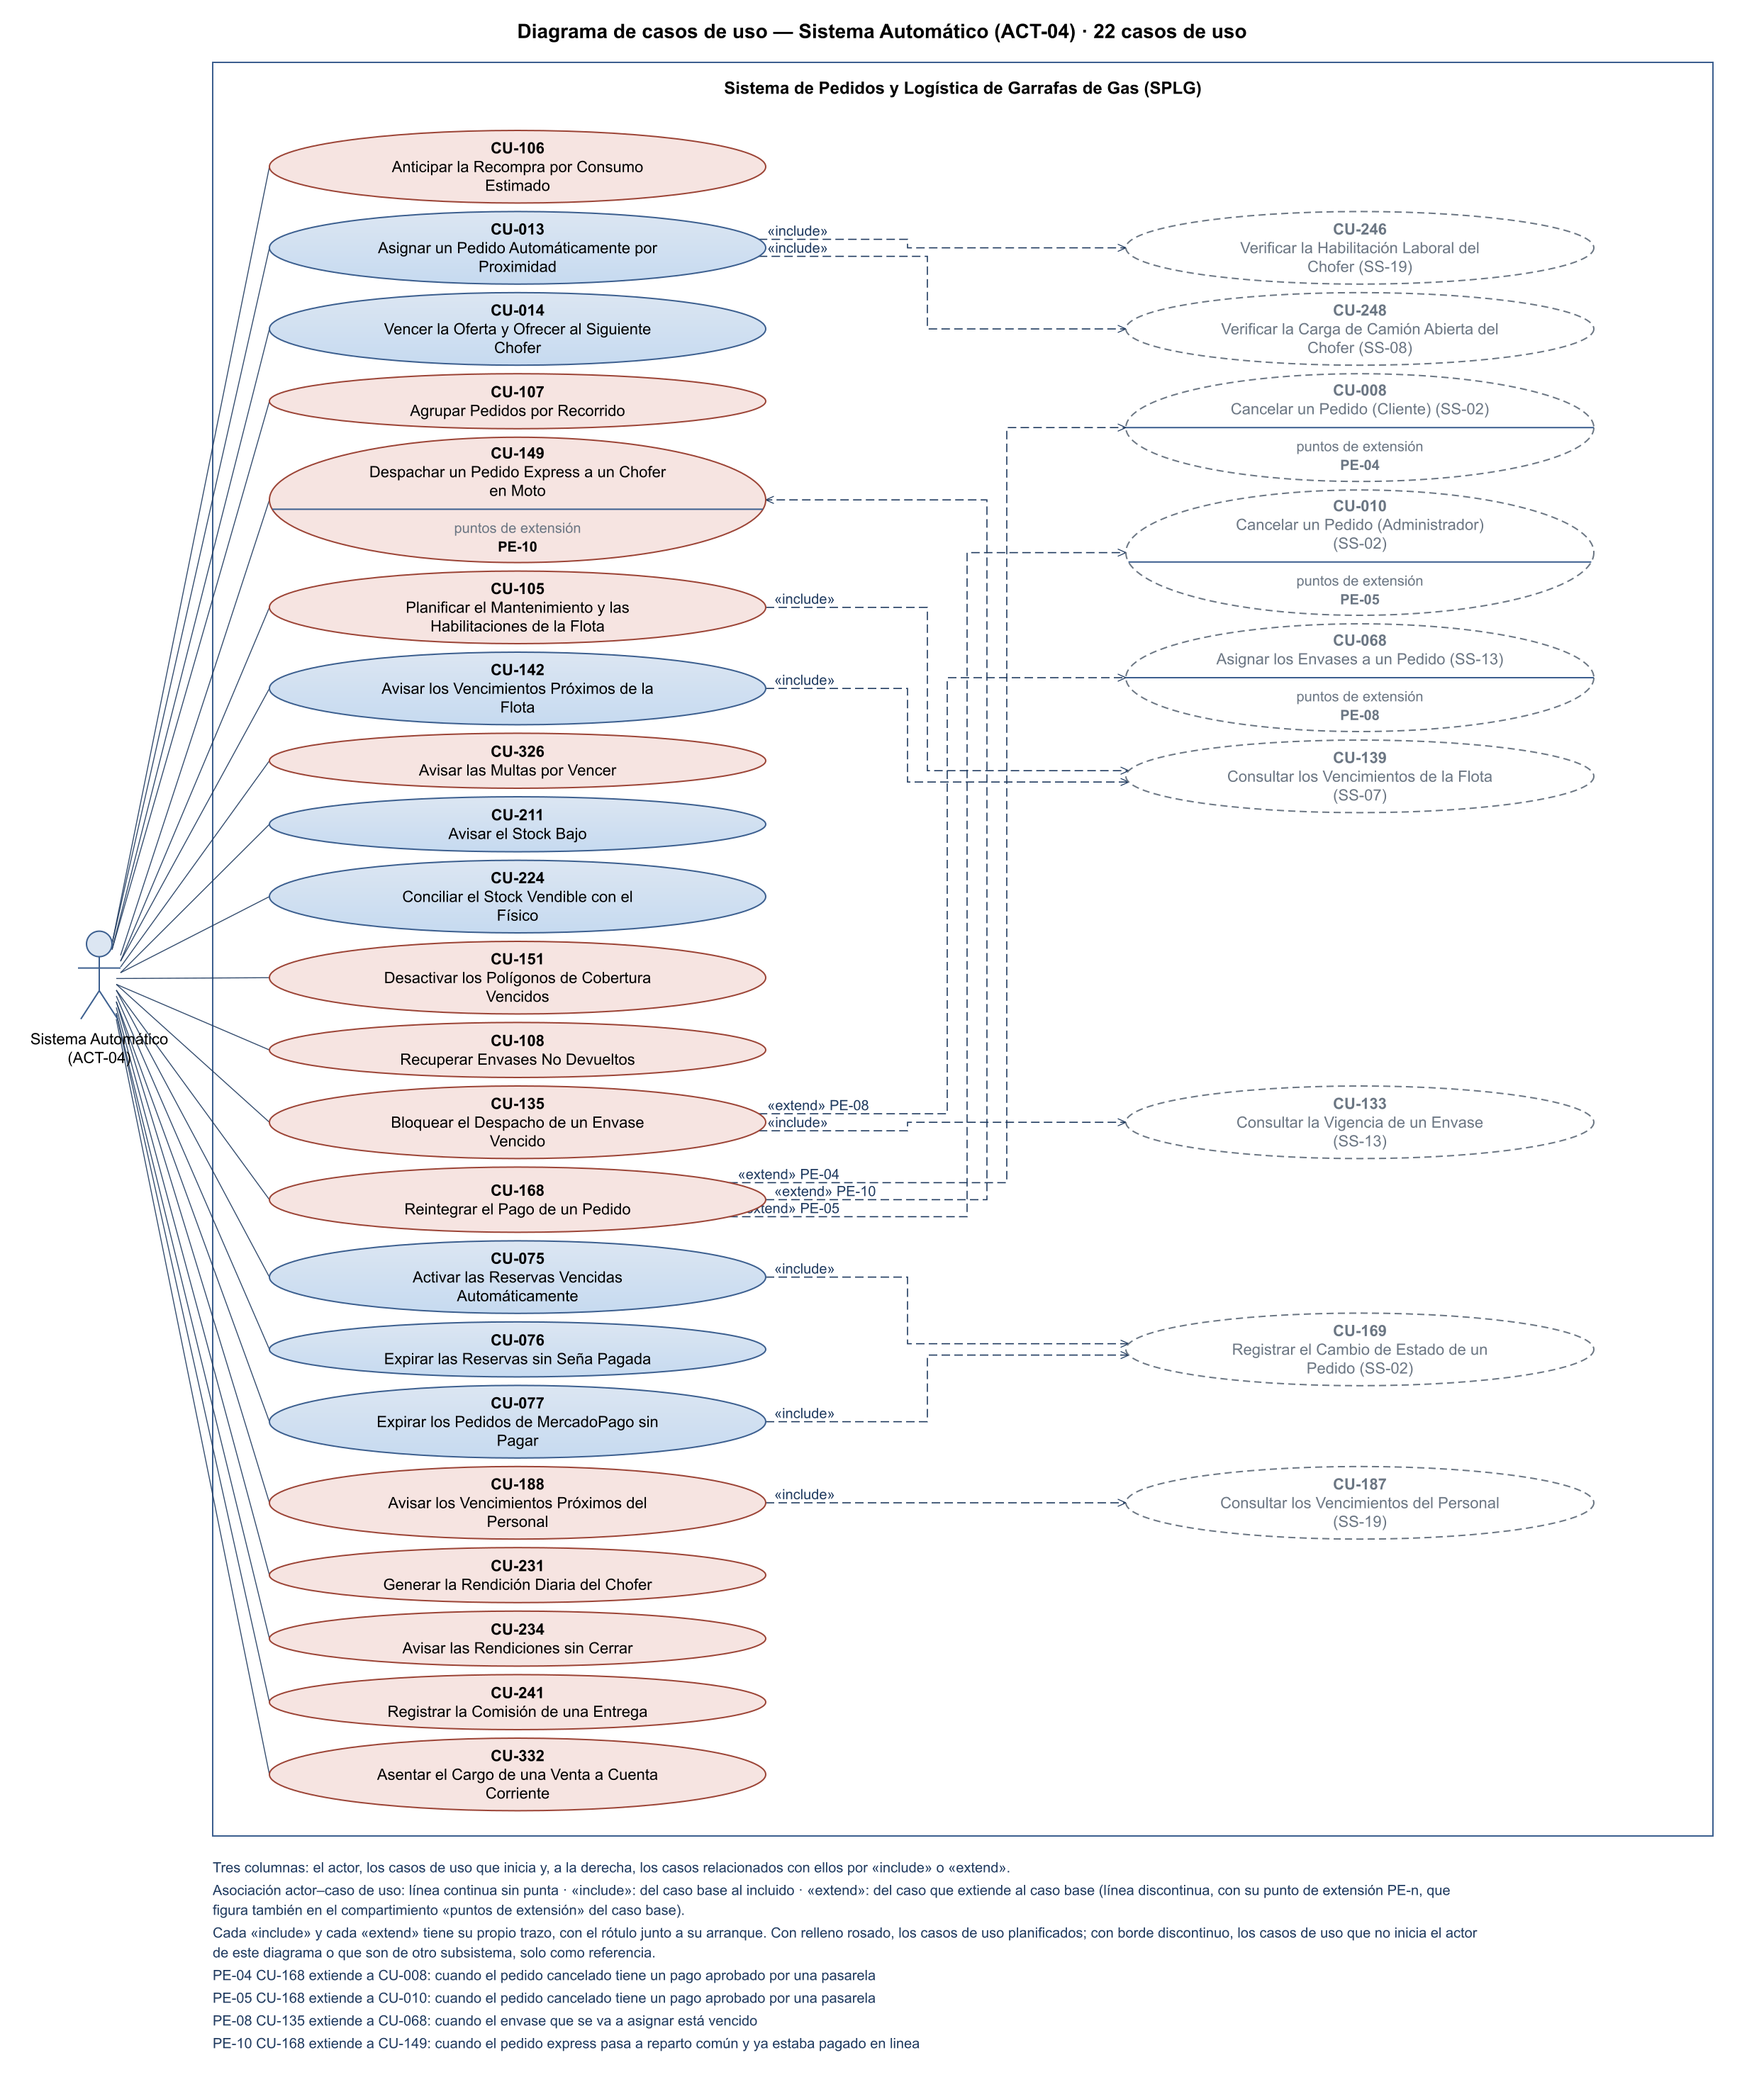 Diagrama de casos de uso — Sistema Automático (ACT-04) · 22 casos de uso
Sistema de Pedidos y Logística de Garrafas de Gas (SPLG)
Sistema Automático
(ACT-04)
CU-106
Anticipar la Recompra por Consumo
Estimado
CU-013
Asignar un Pedido Automáticamente por
Proximidad
«include»
«include»
CU-014
Vencer la Oferta y Ofrecer al Siguiente
Chofer
CU-107
Agrupar Pedidos por Recorrido
CU-149
Despachar un Pedido Express a un Chofer
en Moto
puntos de extensión
PE-10
CU-105
Planificar el Mantenimiento y las
Habilitaciones de la Flota
«include»
CU-142
Avisar los Vencimientos Próximos de la
Flota
«include»
CU-326
Avisar las Multas por Vencer
CU-211
Avisar el Stock Bajo
CU-224
Conciliar el Stock Vendible con el
Físico
CU-151
Desactivar los Polígonos de Cobertura
Vencidos
CU-108
Recuperar Envases No Devueltos
CU-135
Bloquear el Despacho de un Envase
Vencido
«extend» PE-08
«include»
CU-168
Reintegrar el Pago de un Pedido
«extend» PE-04
«extend» PE-10
extend» PE-05
CU-075
Activar las Reservas Vencidas
Automáticamente
«include»
CU-076
Expirar las Reservas sin Seña Pagada
CU-077
Expirar los Pedidos de MercadoPago sin
Pagar
«include»
CU-188
Avisar los Vencimientos Próximos del
Personal
«include»
CU-231
Generar la Rendición Diaria del Chofer
CU-234
Avisar las Rendiciones sin Cerrar
CU-241
Registrar la Comisión de una Entrega
CU-332
Asentar el Cargo de una Venta a Cuenta
Corriente
CU-246
Verificar la Habilitación Laboral del
Chofer (SS-19)
CU-248
Verificar la Carga de Camión Abierta del
Chofer (SS-08)
CU-008
Cancelar un Pedido (Cliente) (SS-02)
puntos de extensión
PE-04
CU-010
Cancelar un Pedido (Administrador)
(SS-02)
puntos de extensión
PE-05
CU-068
Asignar los Envases a un Pedido (SS-13)
puntos de extensión
PE-08
CU-139
Consultar los Vencimientos de la Flota
(SS-07)
CU-133
Consultar la Vigencia de un Envase
(SS-13)
CU-169
Registrar el Cambio de Estado de un
Pedido (SS-02)
CU-187
Consultar los Vencimientos del Personal
(SS-19)
Tres columnas: el actor, los casos de uso que inicia y, a la derecha, los casos relacionados con ellos por «include» o «extend».
Asociación actor–caso de uso: línea continua sin punta · «include»: del caso base al incluido · «extend»: del caso que extiende al caso base (línea discontinua, con su punto de extensión PE-n, que
figura también en el compartimiento «puntos de extensión» del caso base).
Cada «include» y cada «extend» tiene su propio trazo, con el rótulo junto a su arranque. Con relleno rosado, los casos de uso planificados; con borde discontinuo, los casos de uso que no inicia el actor
de este diagrama o que son de otro subsistema, solo como referencia.
PE-04 CU-168 extiende a CU-008: cuando el pedido cancelado tiene un pago aprobado por una pasarela
PE-05 CU-168 extiende a CU-010: cuando el pedido cancelado tiene un pago aprobado por una pasarela
PE-08 CU-135 extiende a CU-068: cuando el envase que se va a asignar está vencido
PE-10 CU-168 extiende a CU-149: cuando el pedido express pasa a reparto común y ya estaba pagado en linea